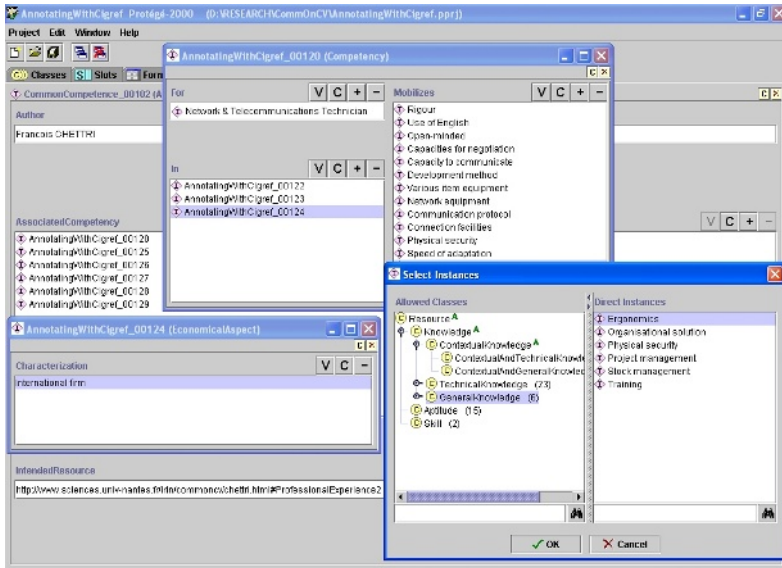 AnnotatingWithCigref Protégé-2000 (D:\RESEARCH\CommOnCV\AnnotatingWithCigref.pprj)
Project Edit Window Help
Classes S Slots Forn
CommonCompetence_00102 (A
Author
Francois CHETTRI
AssociatedCompetency
AnnotatingWithCigref_00120
AnnotatingWithCigref_00125
AnnotatingWithCigref_00126
AnnotatingWithCigref_00127
AnnotatingWithCigref_00128
AnnotatingWithCigref_00129
V C + -
AnnotatingWithCigref_00120 (Competency)
For V C + -
Network & Telecommunications Technician
In V C + -
AnnotatingWithCigref_00122
AnnotatingWithCigref_00123
AnnotatingWithCigref_00124
Mobilizes V C + -
Rigour
Use of English
Open-minded
Capacities for negotiation
Capacity to communicate
Development method
Various item equipment
Network equipment
Communication protocol
Connection facilities
Physical security
Speed of adaptation
AnnotatingWithCigref_00124 (EconomicalAspect)
Characterization V C -
international firm
IntendedResource
http://www.sciences.univ-nantes.fr/irin/commoncv/chettri.html#ProfessionalExperience2
Select Instances
Allowed Classes
Resource A
Knowledge A
ContextualKnowledge A
ContextualAndTechnicalKnowle
ContextualAndGeneralKnowled
TechnicalKnowledge (23)
GeneralKnowledge (6)
Aptitude (15)
Skill (2)
Direct Instances
Ergonomics
Organisational solution
Physical security
Project management
Stock management
Training
OK Cancel